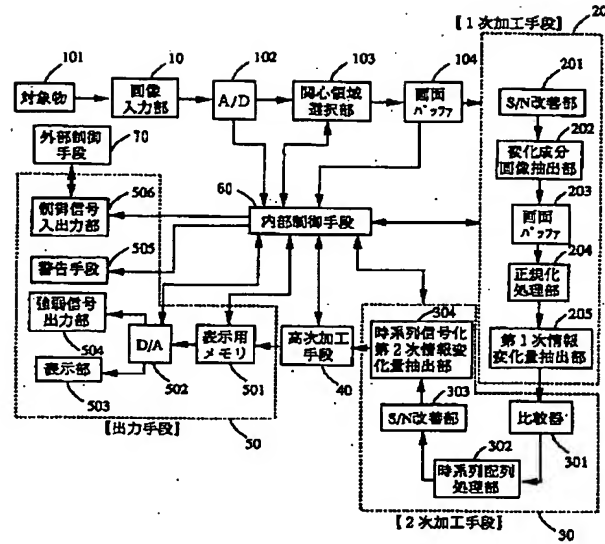 【1次加工手段】
20
101
10
102
103
104
対象物
画像
入力部
A/D
関心領域
選択部
画面
バッファ
201
S/N改善部
202
変化成分
画像抽出部
203
画面
バッファ
204
正規化
処理部
205
第1次情報
変化量抽出部
外部制御
手段
70
506
制御信号
入出力部
60
内部制御手段
505
警告手段
強弱信号
出力部
504
D/A
502
表示用
メモリ
501
表示部
503
【出力手段】
50
高次加工
手段
40
304
時系列信号化
第2次情報変
化量抽出部
303
S/N改善部
302
時系列配列
処理部
比較器
301
【2次加工手段】
30